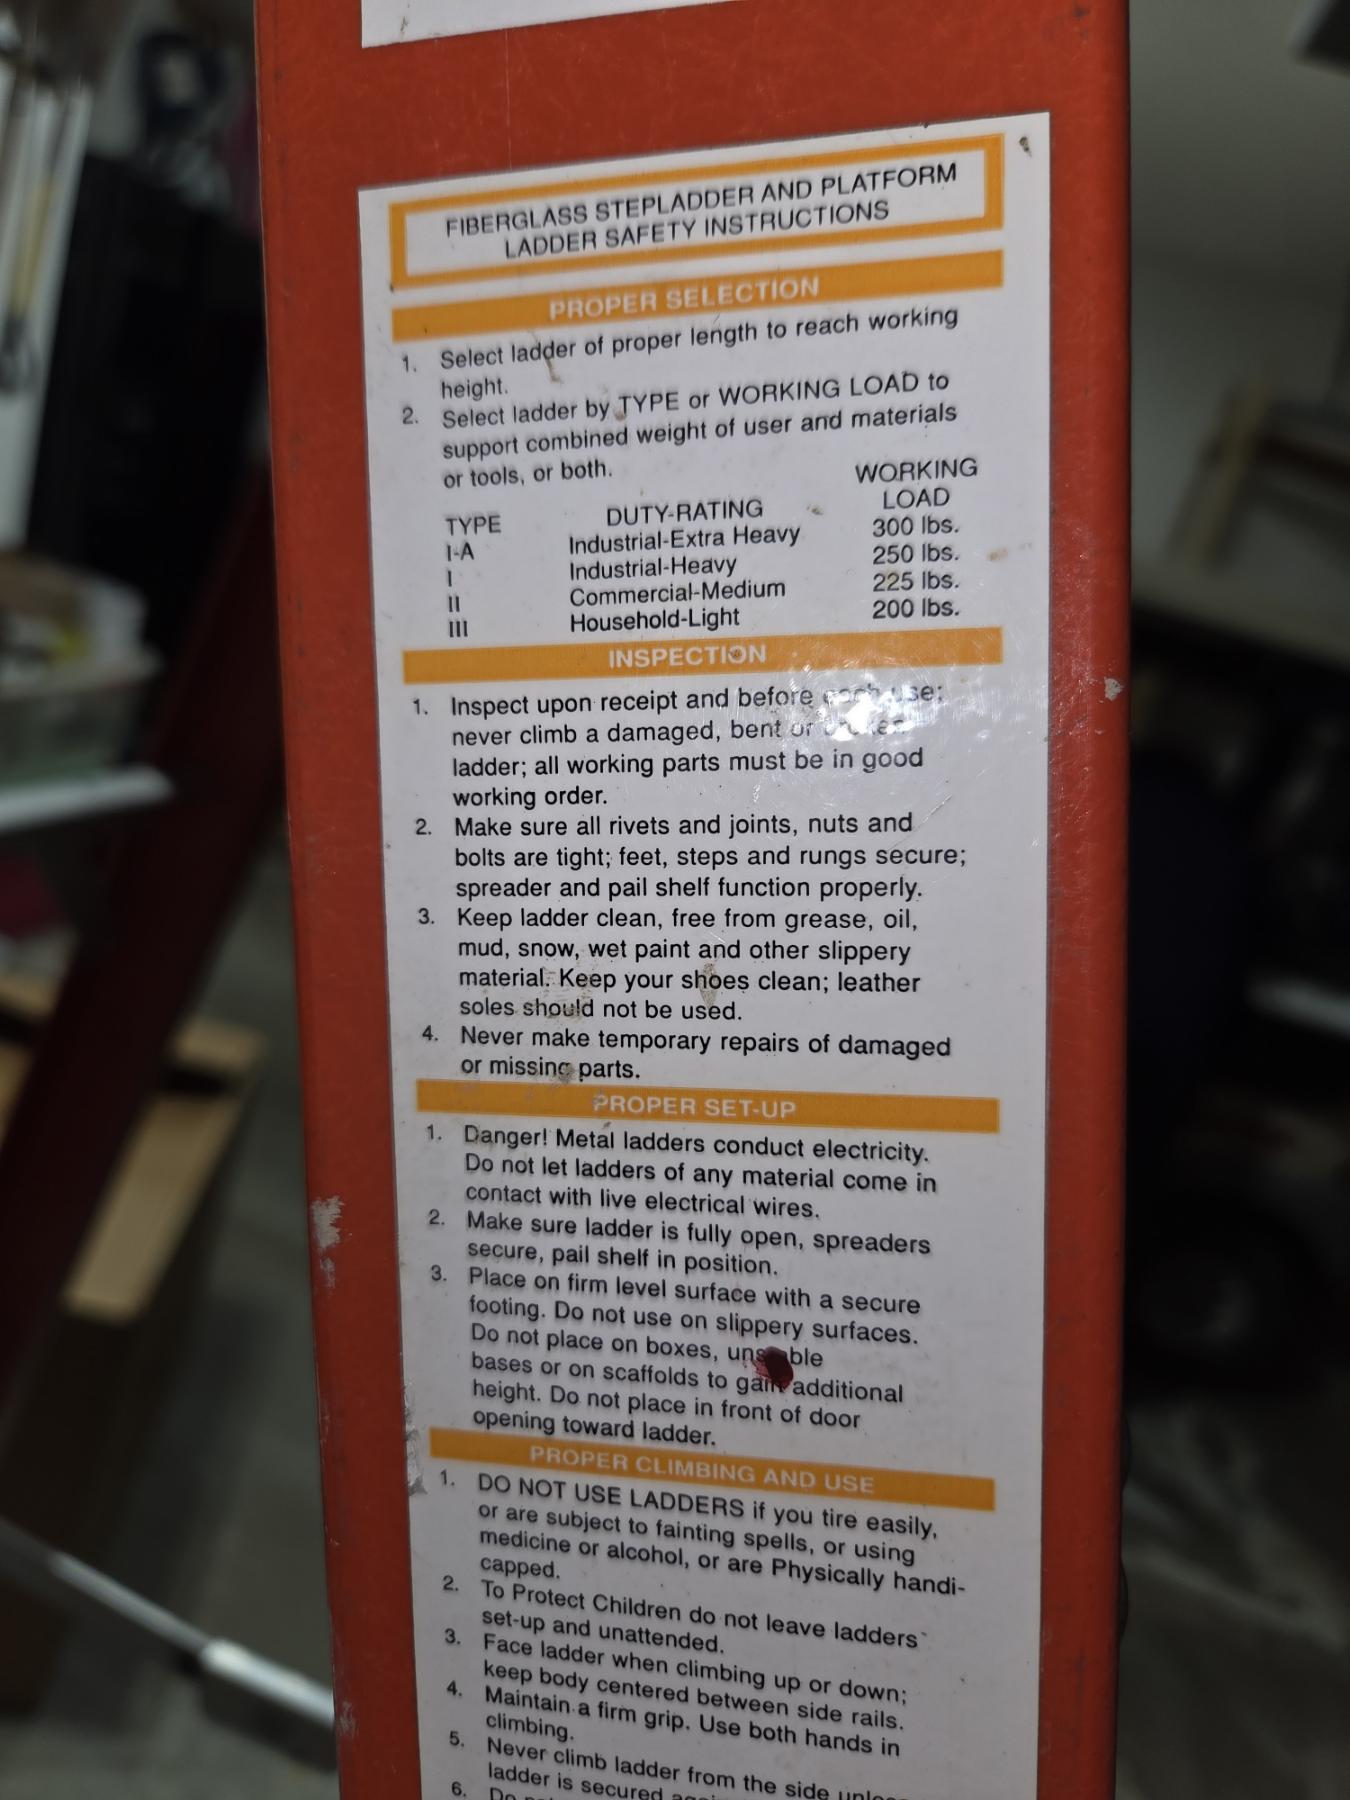 FIBERGLASS STEPLADDER AND PLATFORM
LADDER SAFETY INSTRUCTIONS
PROPER SELECTION
1. Select ladder of proper length to reach working
height.
2. Select ladder by TYPE or WORKING LOAD to
support combined weight of user and materials
or tools, or both.
WORKING
TYPE DUTY-RATING LOAD
I-A Industrial-Extra Heavy 300 lbs.
I Industrial-Heavy 250 lbs.
II Commercial-Medium 225 lbs.
III Household-Light 200 lbs.
INSPECTION
1. Inspect upon receipt and before each use;
never climb a damaged, bent or
ladder; all working parts must be in good
working order.
2. Make sure all rivets and joints, nuts and
bolts are tight; feet, steps and rungs secure;
spreader and pail shelf function properly.
3. Keep ladder clean, free from grease, oil,
mud, snow, wet paint and other slippery
material. Keep your shoes clean; leather
soles should not be used.
4. Never make temporary repairs of damaged
or missing parts.
PROPER SET-UP
1. Danger! Metal ladders conduct electricity.
Do not let ladders of any material come in
contact with live electrical wires.
2. Make sure ladder is fully open, spreaders
secure, pail shelf in position.
3. Place on firm level surface with a secure
footing. Do not use on slippery surfaces.
Do not place on boxes, unstable
bases or on scaffolds to gain additional
height. Do not place in front of door
opening toward ladder.
PROPER CLIMBING AND USE
1. DO NOT USE LADDERS if you tire easily,
or are subject to fainting spells, or using
medicine or alcohol, or are Physically handi-
capped.
2. To Protect Children do not leave ladders
set-up and unattended.
3. Face ladder when climbing up or down;
keep body centered between side rails.
4. Maintain a firm grip. Use both hands in
climbing.
5. Never climb ladder from the side
ladder is secured
6. Do